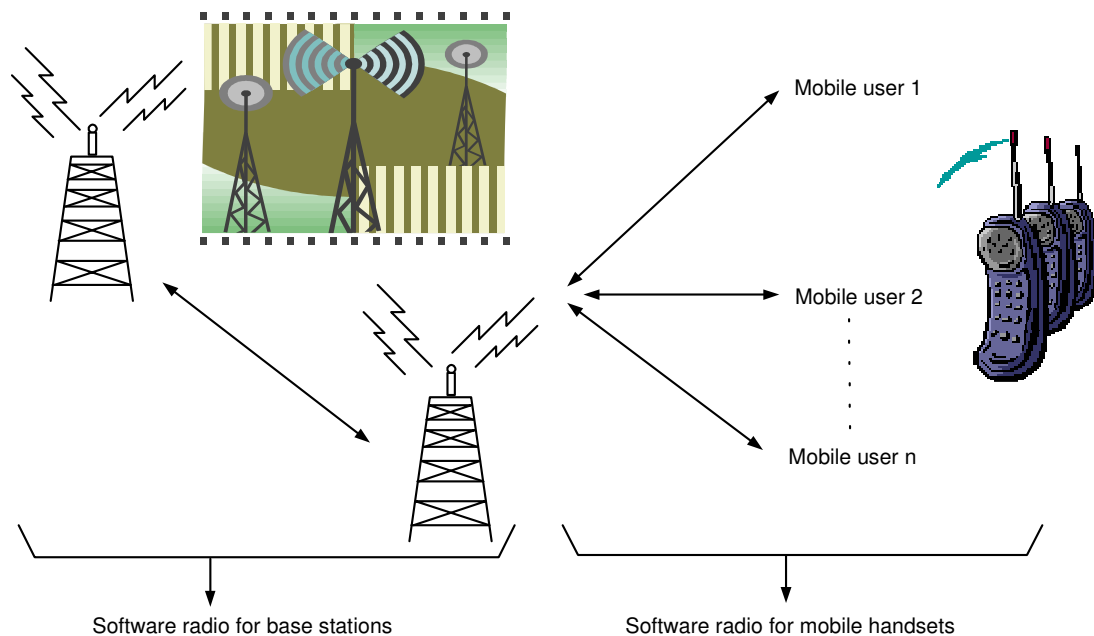 Mobile user 1
Mobile user 2
Mobile user n
Software radio for base stations
Software radio for mobile handsets